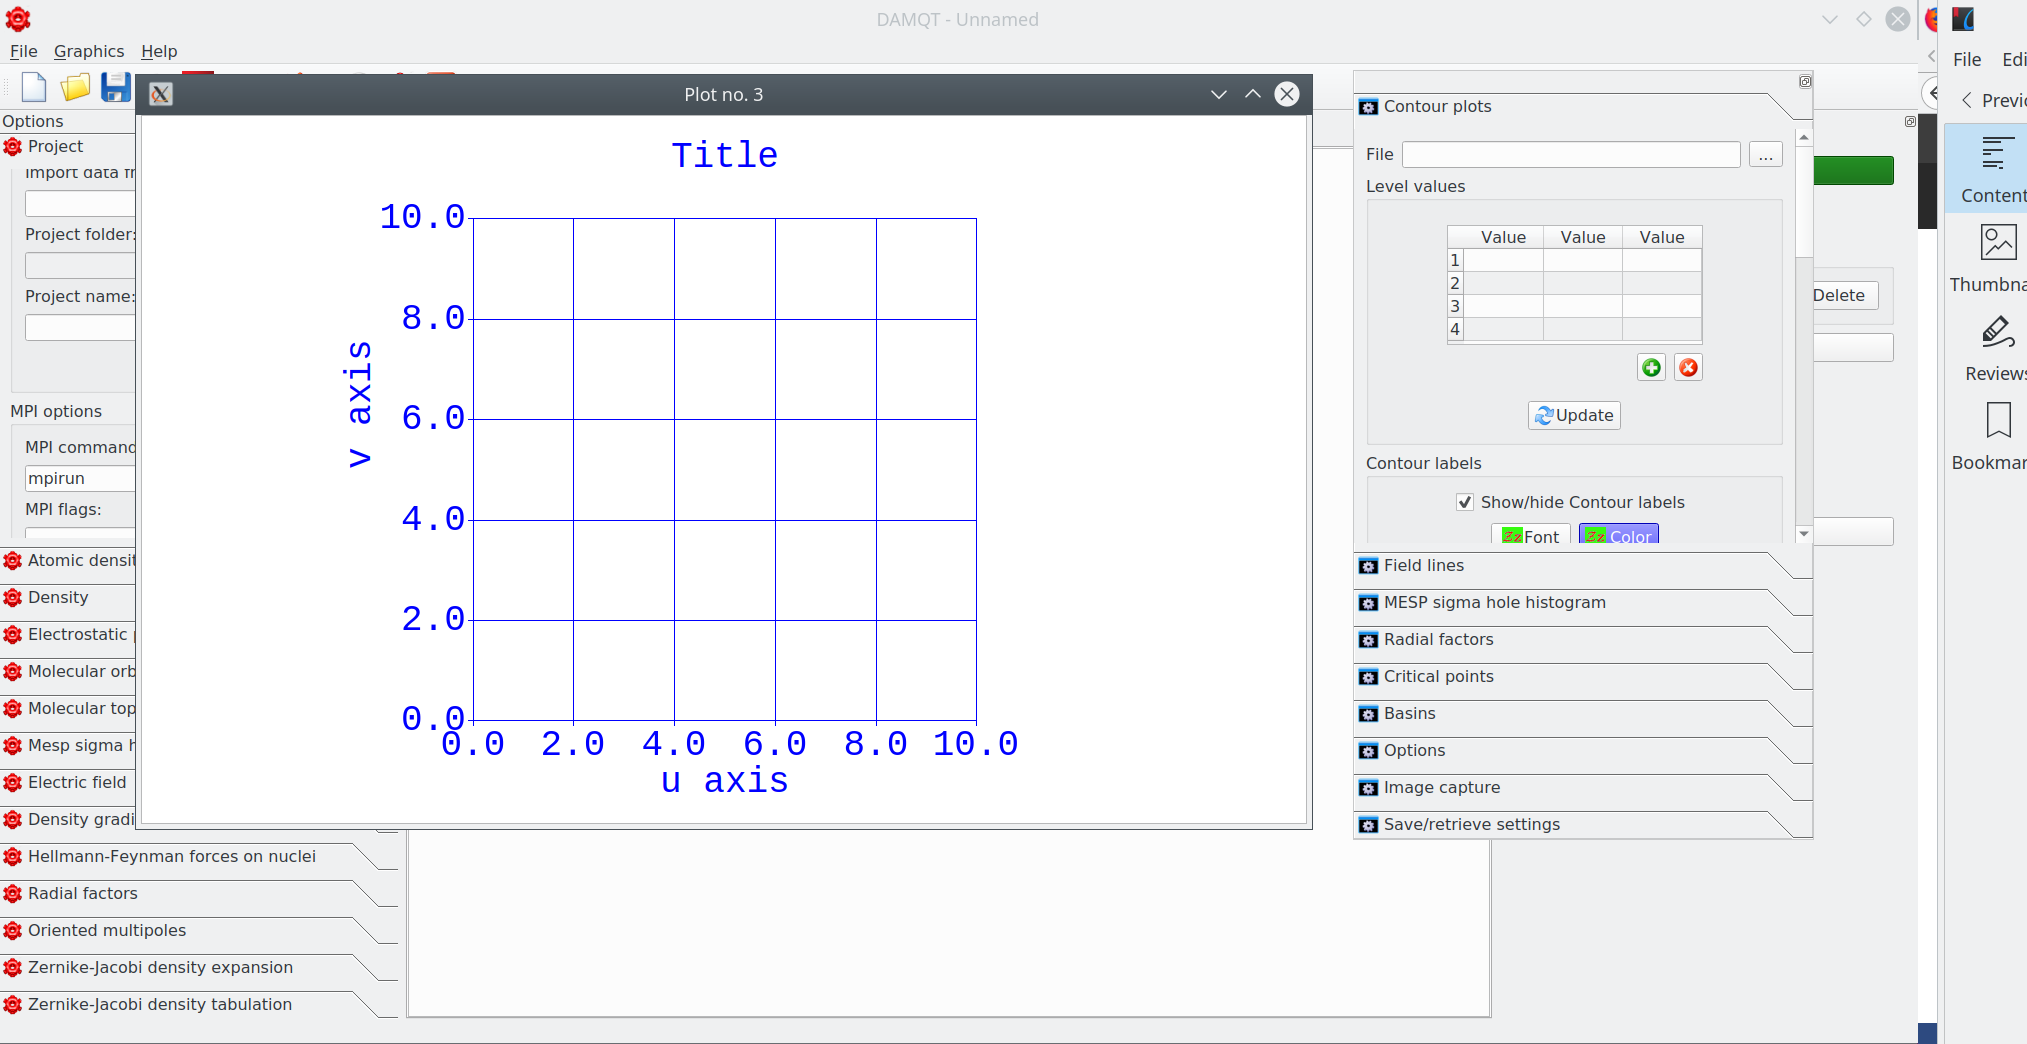 DAMQT - Unnamed
File Graphics Help
Options
Project
Import data fr
Project folder:
Project name:
MPI options
MPI command
mpirun
MPI flags:
Atomic densit
Density
Electrostatic
Molecular orb
Molecular top
Mesp sigma h
Electric field
Density gradi
Hellmann-Feynman forces on nuclei
Radial factors
Oriented multipoles
Zernike-Jacobi density expansion
Zernike-Jacobi density tabulation
Plot no. 3
Title
10.0
8.0
6.0
4.0
2.0
0.0
v axis
0.0 2.0 4.0 6.0 8.0 10.0
u axis
Contour plots
File ...
Level values
Value Value Value
1
2
3
4
Update
Contour labels
Show/hide Contour labels
Zz Font Zz Color
Field lines
MESP sigma hole histogram
Radial factors
Critical points
Basins
Options
Image capture
Save/retrieve settings
Delete
File Edi
Previ
Content
Thumbna
Reviews
Bookmar